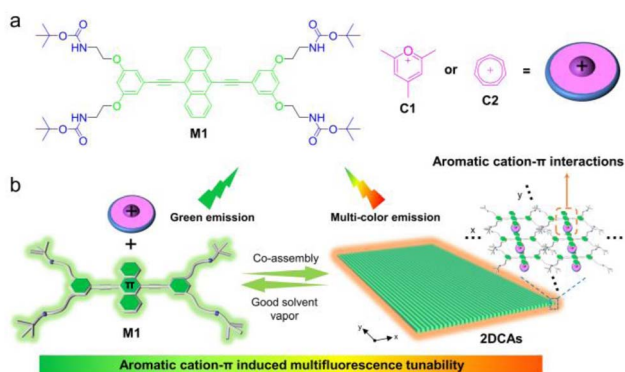 a
O
O
NH
O
O
O
NH
O
O
HN
O
O
O
HN
O
O
M1
O
+
C1
or
+
C2
=
+
Aromatic cation-π interactions
b
+
Green emission
Multi-color emission
+
π
M1
Co-assembly
Good solvent
vapor
y
x
y
x
2DCAs
Aromatic cation-π induced multifluorescence tunability